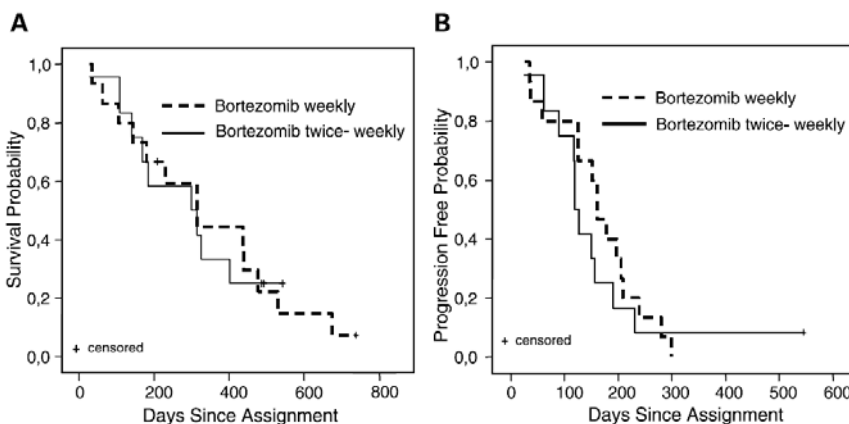 A
1,0
0,8
0,6
0,4
0,2
0,0
Survival Probability
Bortezomib weekly
Bortezomib twice- weekly
+ censored
0 200 400 600 800
Days Since Assignment
B
1,0
0,8
0,6
0,4
0,2
0,0
Progression Free Probability
Bortezomib weekly
Bortezomib twice- weekly
+ censored
0 100 200 300 400 500 600
Days Since Assignment